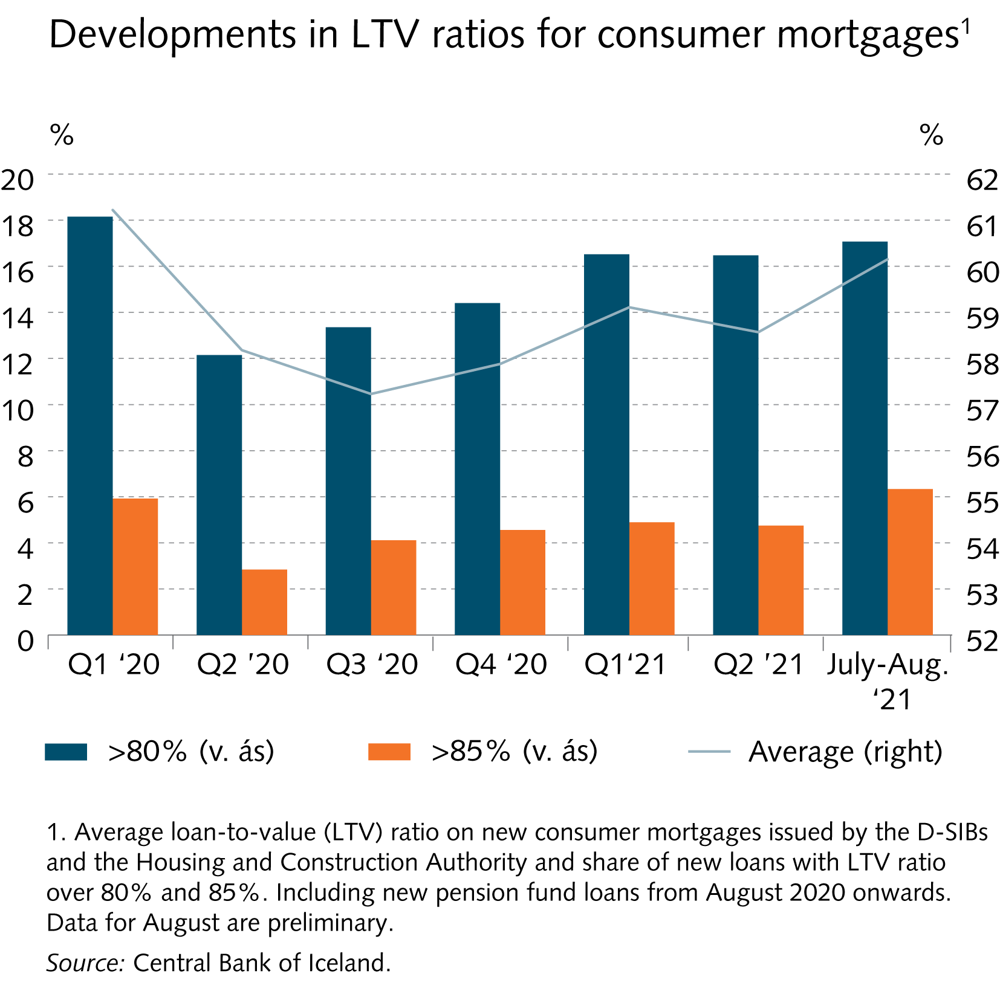 Developments in LTV ratios for consumer mortgages¹
% %
20 62
18 61
16 60
14 59
12 58
10 57
8 56
6 55
4 54
2 53
0 52
Q1 ‘20 Q2 ’20 Q3 ‘20 Q4 ‘20 Q1‘21 Q2 ’21 July-Aug.
‘21
>80% (v. ás) >85% (v. ás) Average (right)
1. Average loan-to-value (LTV) ratio on new consumer mortgages issued by the D-SIBs
and the Housing and Construction Authority and share of new loans with LTV ratio
over 80% and 85%. Including new pension fund loans from August 2020 onwards.
Data for August are preliminary.
Source: Central Bank of Iceland.